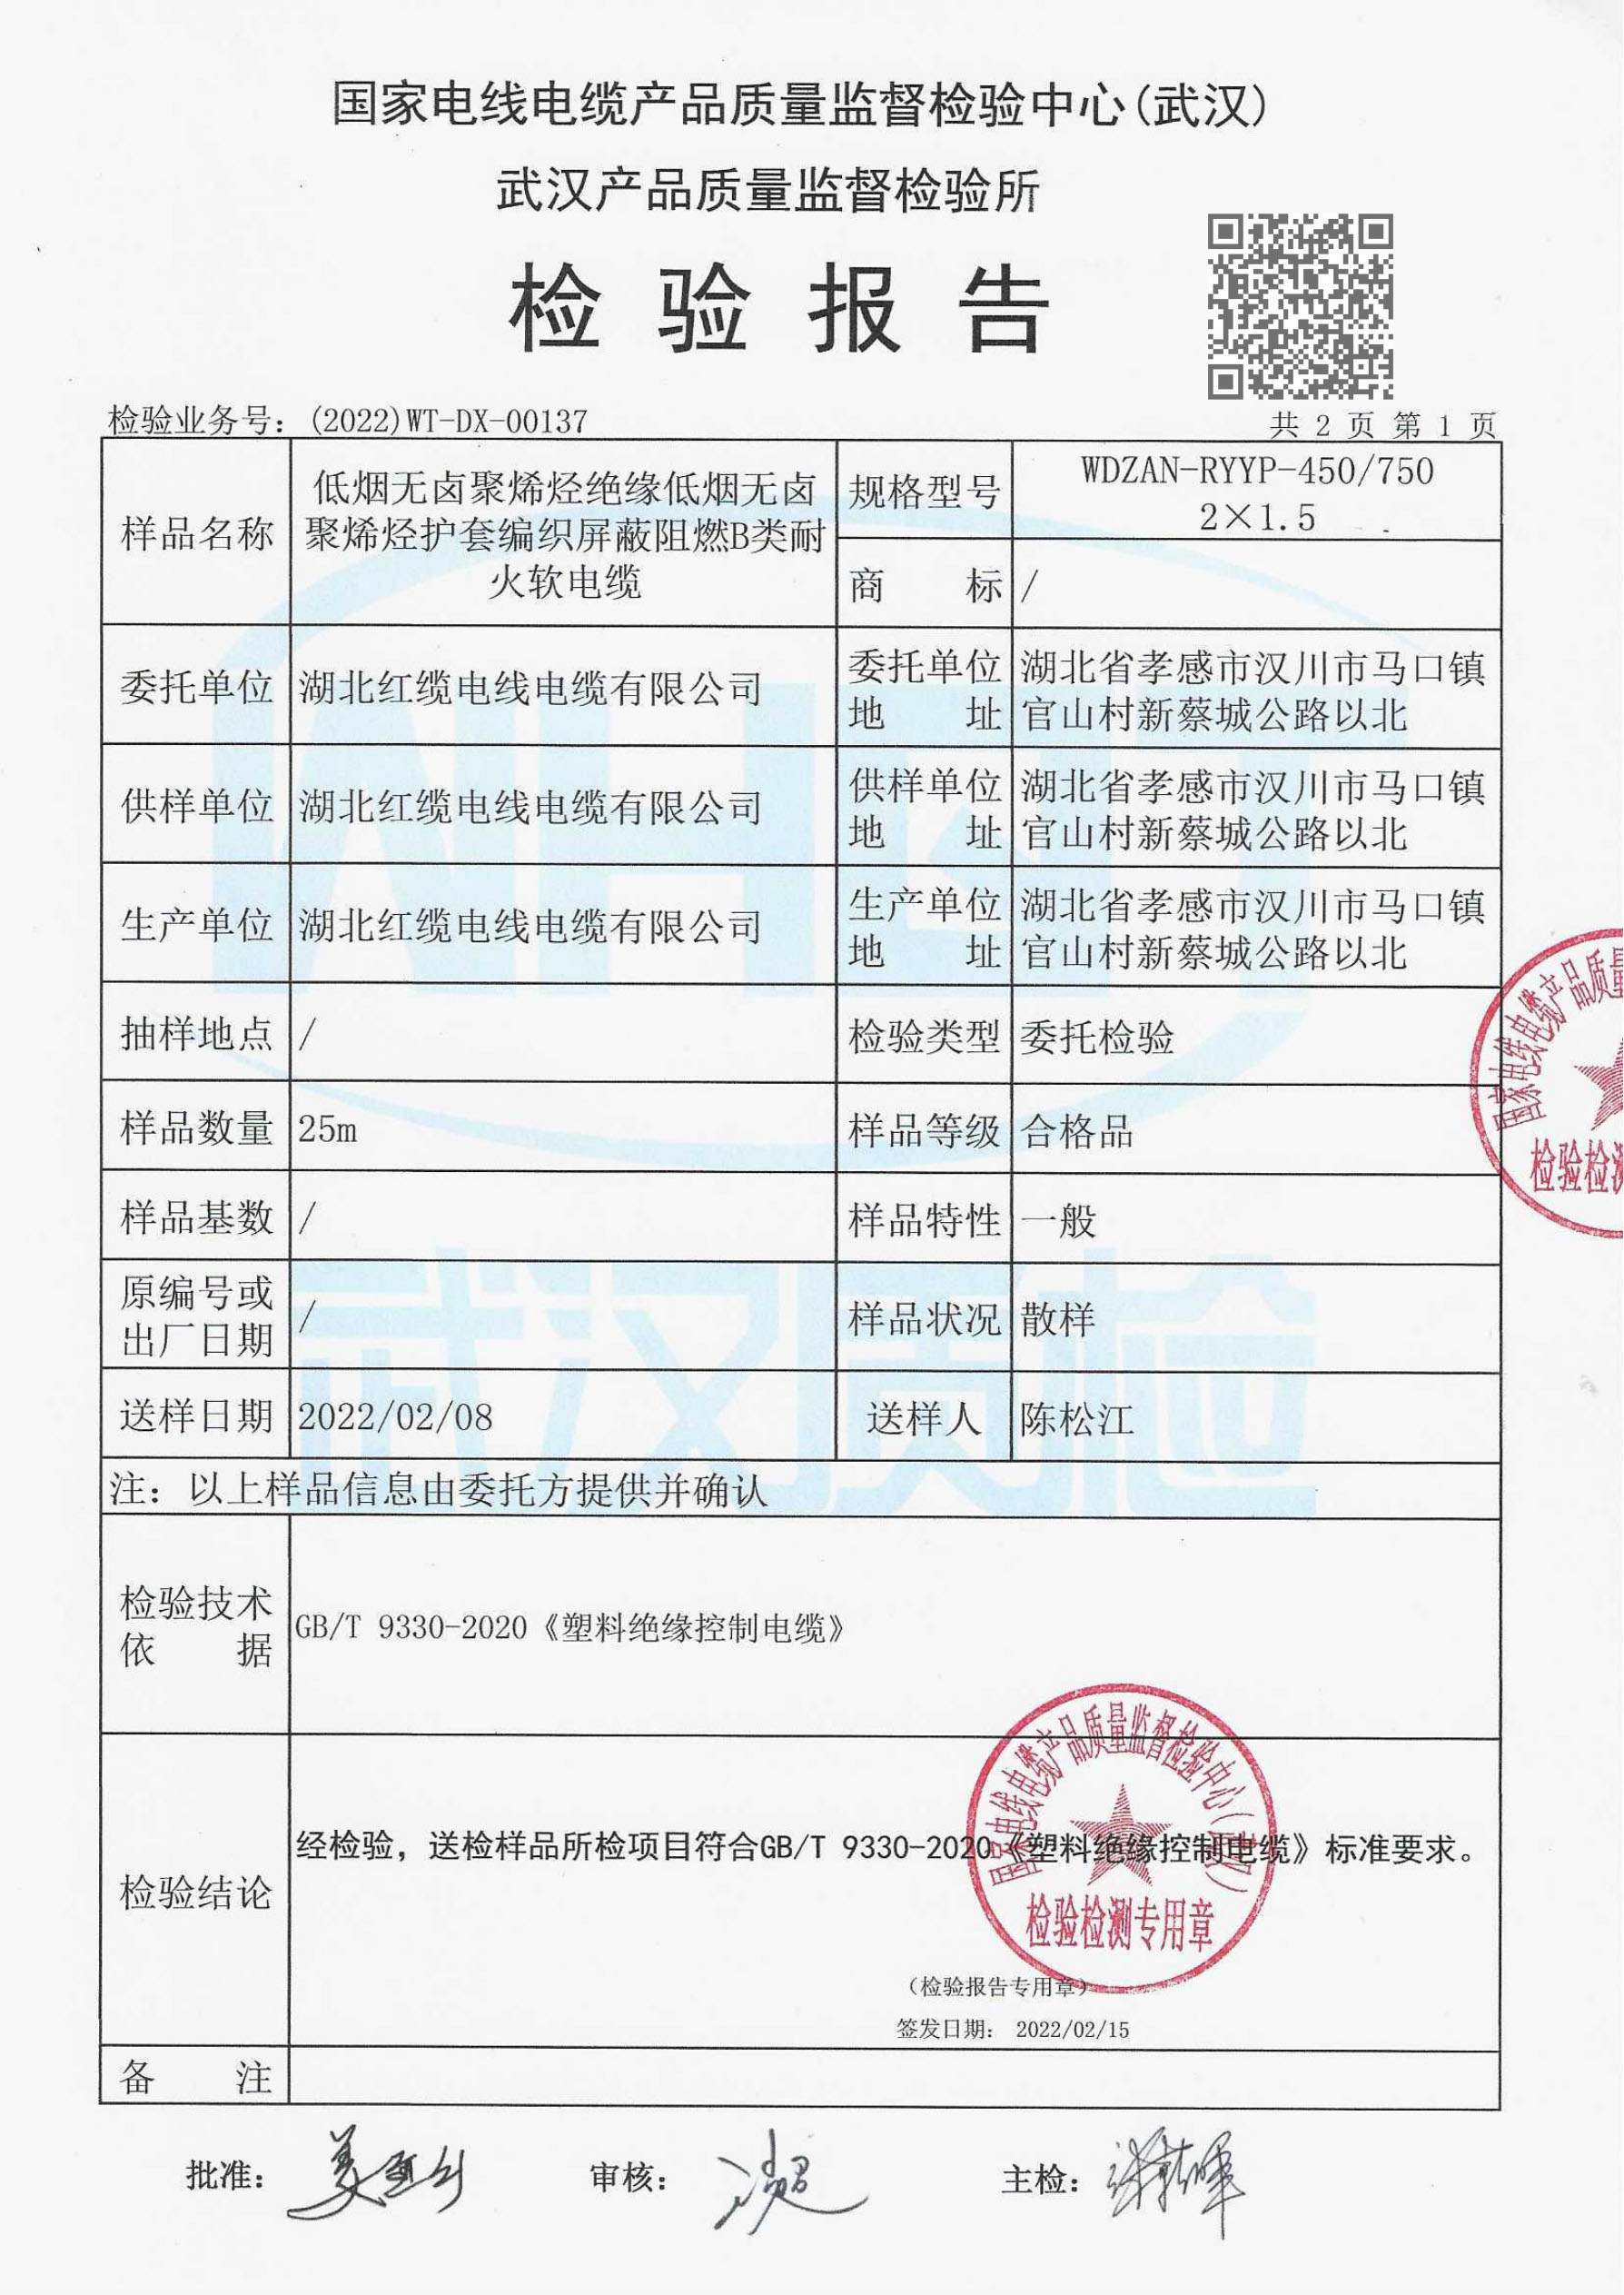 国家电线电缆产品质量监督检验中心(武汉)
武汉产品质量监督检验所
检验报告
检验业务号: (2022)WT-DX-00137
共 2 页 第 1 页
样品名称
低烟无卤聚烯烃绝缘低烟无卤
聚烯烃护套编织屏蔽阻燃B类耐
火软电缆
规格型号
WDZAN-RYYP-450/750
2×1.5
商 标
/
委托单位
湖北红缆电线电缆有限公司
委托单位
地 址
湖北省孝感市汉川市马口镇
官山村新蔡城公路以北
供样单位
湖北红缆电线电缆有限公司
供样单位
地 址
湖北省孝感市汉川市马口镇
官山村新蔡城公路以北
生产单位
湖北红缆电线电缆有限公司
生产单位
地 址
湖北省孝感市汉川市马口镇
官山村新蔡城公路以北
抽样地点
/
检验类型
委托检验
样品数量
25m
样品等级
合格品
样品基数
/
样品特性
一般
原编号或
出厂日期
/
样品状况
散样
送样日期
2022/02/08
送样人
陈松江
注: 以上样品信息由委托方提供并确认
检验技术
依 据
GB/T 9330-2020《塑料绝缘控制电缆》
检验结论
经检验，送检样品所检项目符合GB/T 9330-2020《塑料绝缘控制电缆》标准要求。
国家电线电缆产品质量监督检验中心(武汉)
检验检测专用章
(检验报告专用章)
签发日期: 2022/02/15
备 注
批准:
审核:
主检:
国家电线电缆产品质量
检验检测
武汉质检